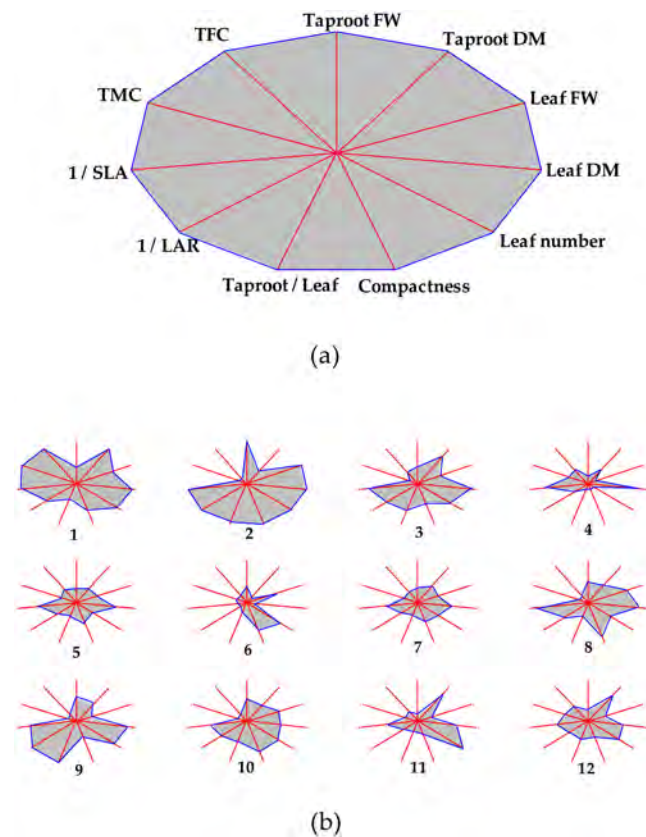 Taproot FW
TFC
Taproot DM
TMC
Leaf FW
1 / SLA
Leaf DM
1 / LAR
Leaf number
Taproot / Leaf
Compactness
(a)
1
2
3
4
5
6
7
8
9
10
11
12
(b)